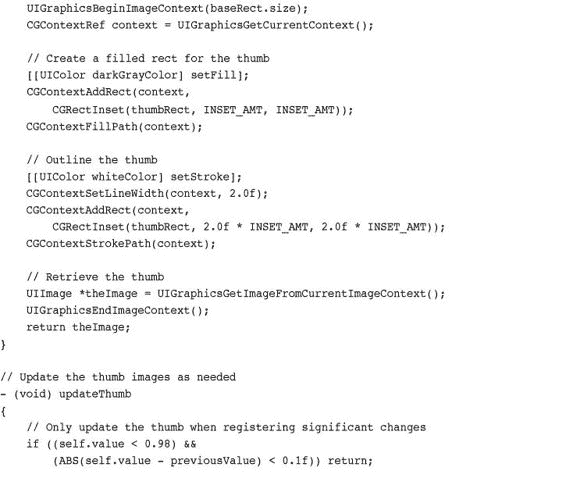 UIGraphicsBeginImageContext(baseRect.size);
CGContextRef context = UIGraphicsGetCurrentContext();
// Create a filled rect for the thumb
[[UIColor darkGrayColor] setFill];
CGContextAddRect(context,
CGRectInset(thumbRect, INSET_AMT, INSET_AMT));
CGContextFillPath(context);
// Outline the thumb
[[UIColor whiteColor] setStroke];
CGContextSetLineWidth(context, 2.0f);
CGContextAddRect(context,
CGRectInset(thumbRect, 2.0f * INSET_AMT, 2.0f * INSET_AMT));
CGContextStrokePath(context);
// Retrieve the thumb
UIImage *theImage = UIGraphicsGetImageFromCurrentImageContext();
UIGraphicsEndImageContext();
return theImage;
}
// Update the thumb images as needed
- (void) updateThumb
{
// Only update the thumb when registering significant changes
if ((self.value < 0.98) &&
(ABS(self.value - previousValue) < 0.1f)) return;